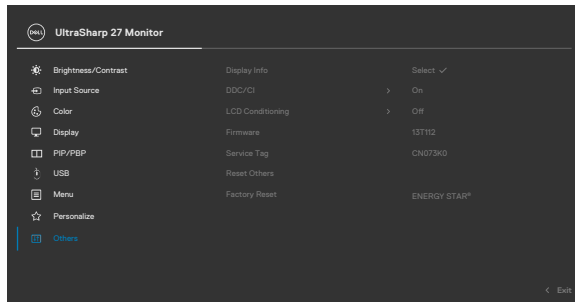 DELL UltraSharp 27 Monitor
Brightness/Contrast Display Info Select ✓
Input Source DDC/CI > On
Color LCD Conditioning > Off
Display Firmware 13T112
PIP/PBP Service Tag CN073K0
USB Reset Others
Menu Factory Reset ENERGY STAR®
Personalize
Others
< Exit